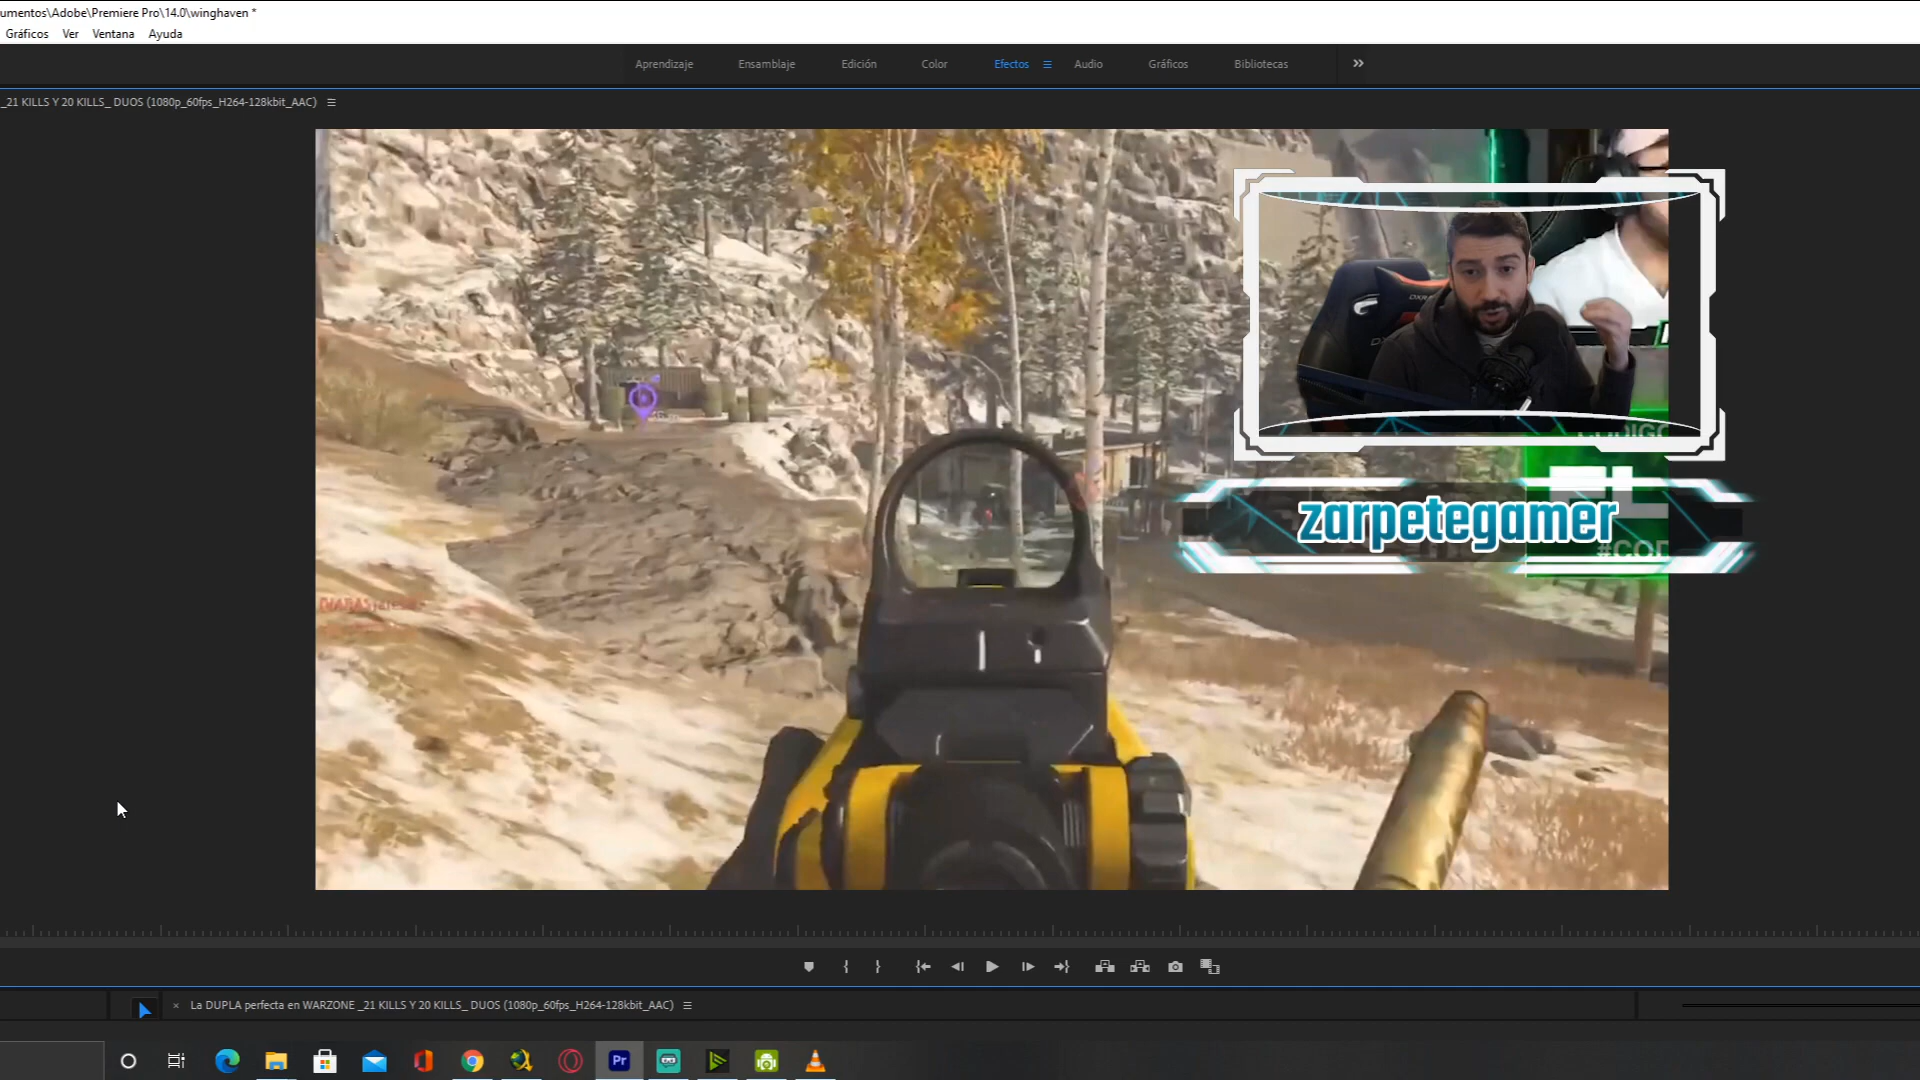 umentos\Adobe\Premiere Pro\14.0\winghaven *
Gráficos Ver Ventana Ayuda
Aprendizaje Ensamblaje Edición Color Efectos Audio Gráficos Bibliotecas
_21 KILLS Y 20 KILLS_ DUOS (1080p_60fps_H264-128kbit_AAC)
zarpetegamer
La DUPLA perfecta en WARZONE _21 KILLS Y 20 KILLS_ DUOS (1080p_60fps_H264-128kbit_AAC)
Pr